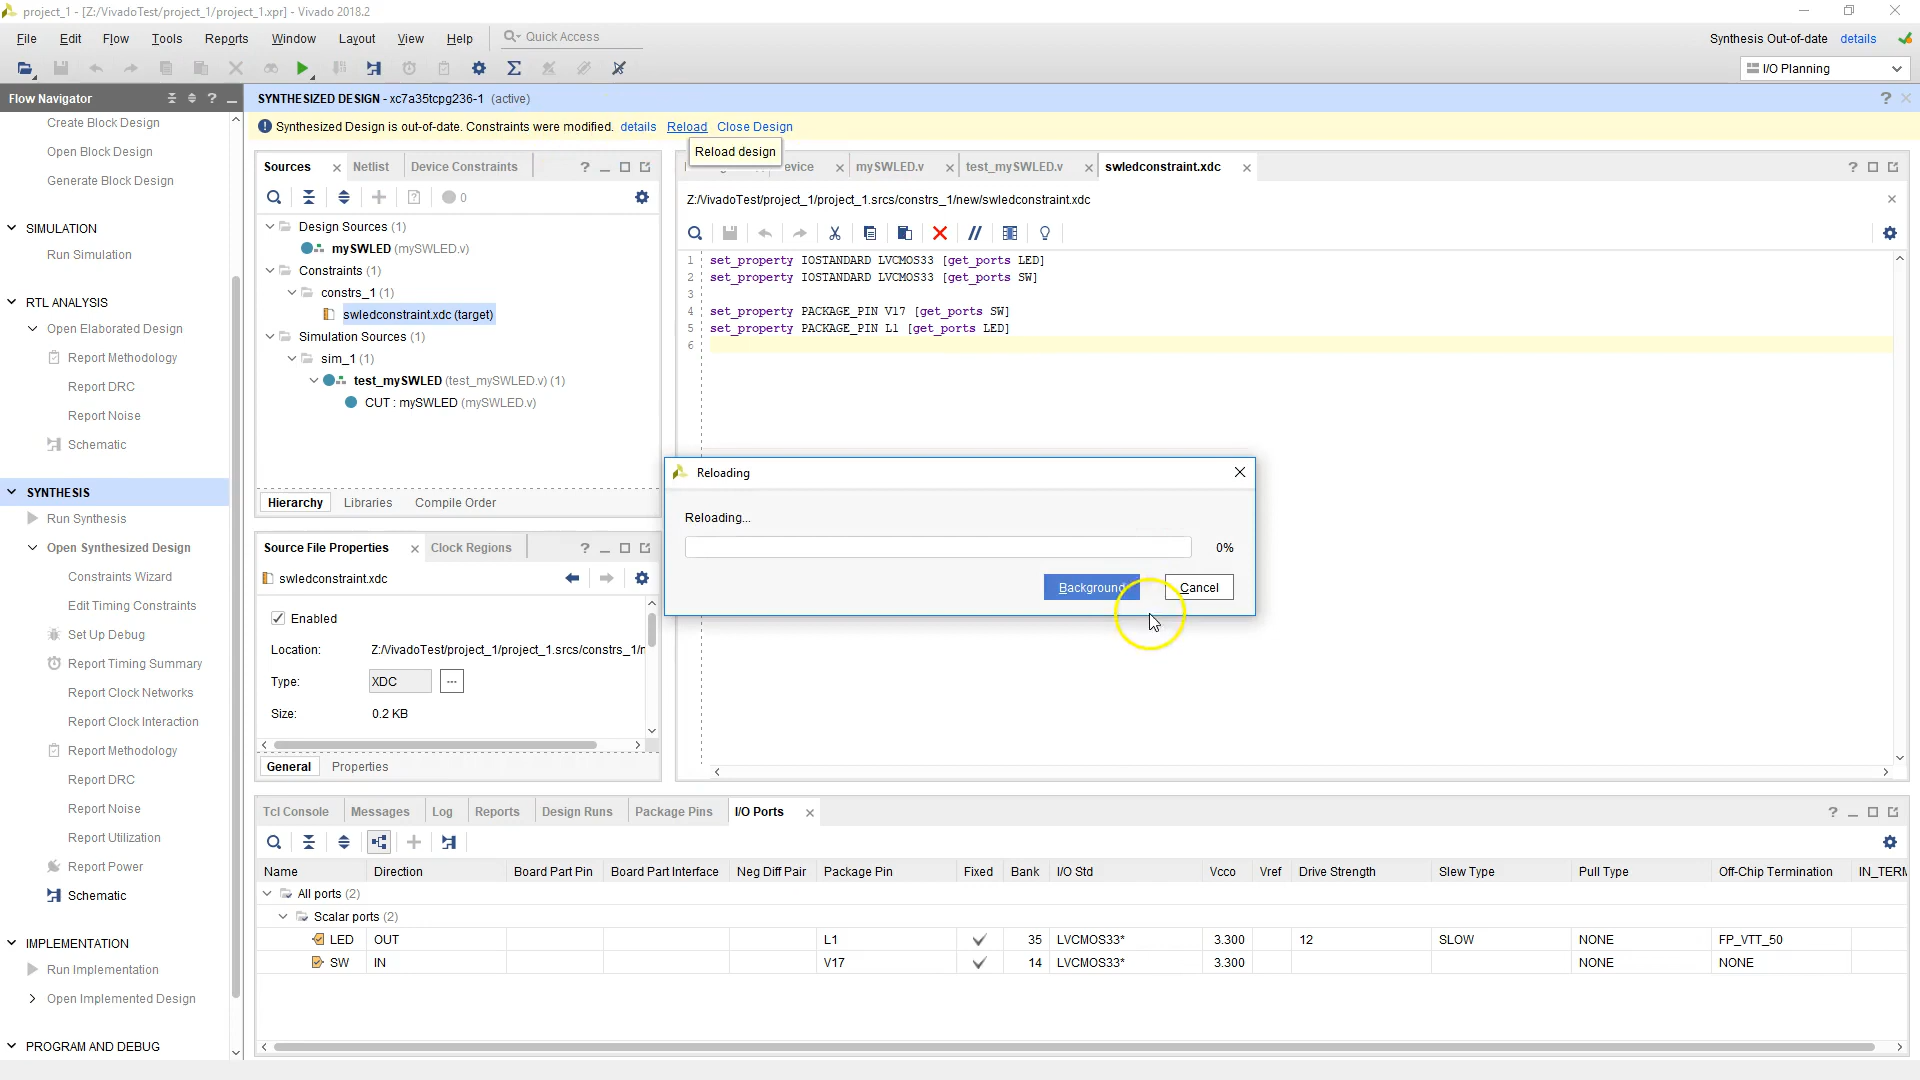 project_1 - [Z:/VivadoTest/project_1/project_1.xpr] - Vivado 2018.2
File Edit Flow Tools Reports Window Layout View Help Quick Access
Synthesis Out-of-date details
I/O Planning
Flow Navigator
SYNTHESIZED DESIGN - xc7a35tcpg236-1 (active)
Synthesized Design is out-of-date. Constraints were modified. details Reload Close Design
Reload design
Create Block Design
Open Block Design
Generate Block Design
SIMULATION
Run Simulation
RTL ANALYSIS
Open Elaborated Design
Report Methodology
Report DRC
Report Noise
Schematic
SYNTHESIS
Run Synthesis
Open Synthesized Design
Constraints Wizard
Edit Timing Constraints
Set Up Debug
Report Timing Summary
Report Clock Networks
Report Clock Interaction
Report Methodology
Report DRC
Report Noise
Report Utilization
Report Power
Schematic
IMPLEMENTATION
Run Implementation
Open Implemented Design
PROGRAM AND DEBUG
Sources Netlist Device Constraints
0
Design Sources (1)
mySWLED (mySWLED.v)
Constraints (1)
constrs_1 (1)
swledconstraint.xdc (target)
Simulation Sources (1)
sim_1 (1)
test_mySWLED (test_mySWLED.v) (1)
CUT : mySWLED (mySWLED.v)
Hierarchy Libraries Compile Order
Source File Properties Clock Regions
swledconstraint.xdc
Enabled
Location: Z:/VivadoTest/project_1/project_1.srcs/constrs_1/n
Type: XDC
Size: 0.2 KB
General Properties
evice mySWLED.v test_mySWLED.v swledconstraint.xdc
Z:/VivadoTest/project_1/project_1.srcs/constrs_1/new/swledconstraint.xdc
1 set_property IOSTANDARD LVCMOS33 [get_ports LED]
2 set_property IOSTANDARD LVCMOS33 [get_ports SW]
3
4 set_property PACKAGE_PIN V17 [get_ports SW]
5 set_property PACKAGE_PIN L1 [get_ports LED]
6
Reloading
Reloading...
0%
Background Cancel
Tcl Console Messages Log Reports Design Runs Package Pins I/O Ports
Name Direction Board Part Pin Board Part Interface Neg Diff Pair Package Pin Fixed Bank I/O Std Vcco Vref Drive Strength Slew Type Pull Type Off-Chip Termination IN_TERM
All ports (2)
Scalar ports (2)
LED OUT L1 35 LVCMOS33* 3.300 12 SLOW NONE FP_VTT_50
SW IN V17 14 LVCMOS33* 3.300 NONE NONE